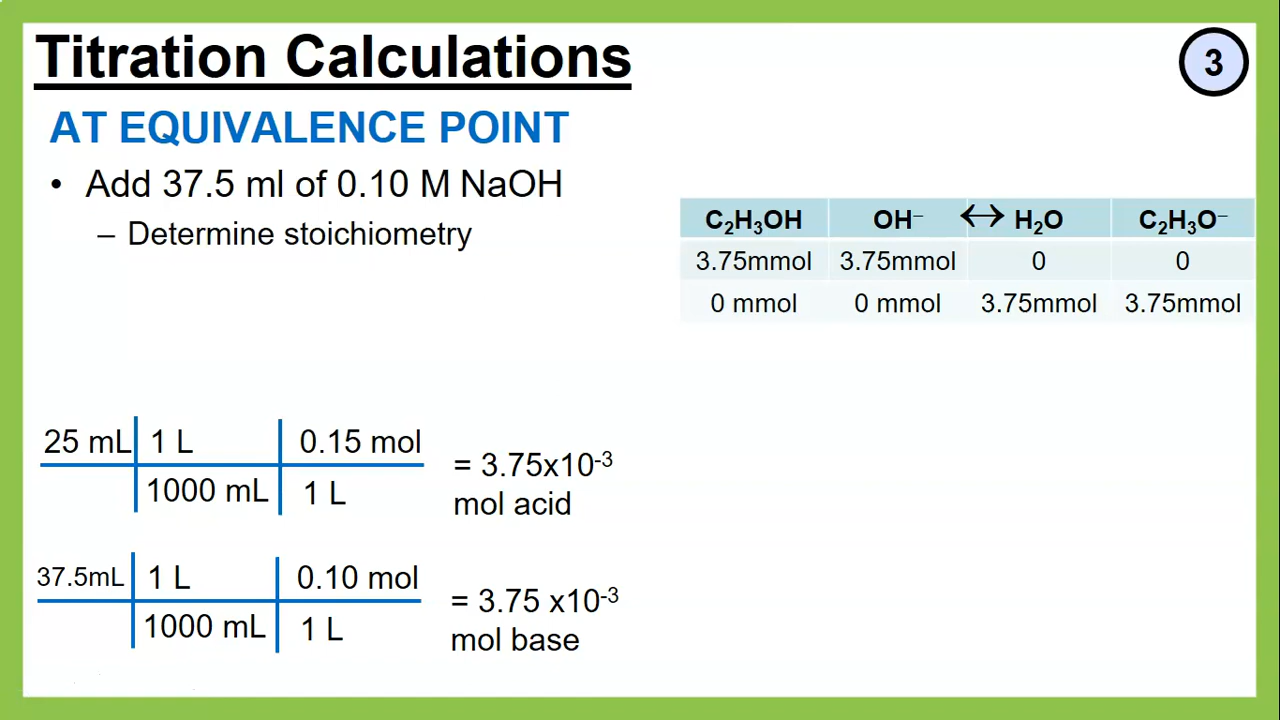 Titration Calculations
3
AT EQUIVALENCE POINT
• Add 37.5 ml of 0.10 M NaOH
– Determine stoichiometry
C₂H₃OH OH⁻ ↔ H₂O C₂H₃O⁻
3.75mmol 3.75mmol 0 0
0 mmol 0 mmol 3.75mmol 3.75mmol
25 mL 1 L 0.15 mol
1000 mL 1 L
= 3.75x10⁻³
mol acid
37.5mL 1 L 0.10 mol
1000 mL 1 L
= 3.75 x10⁻³
mol base